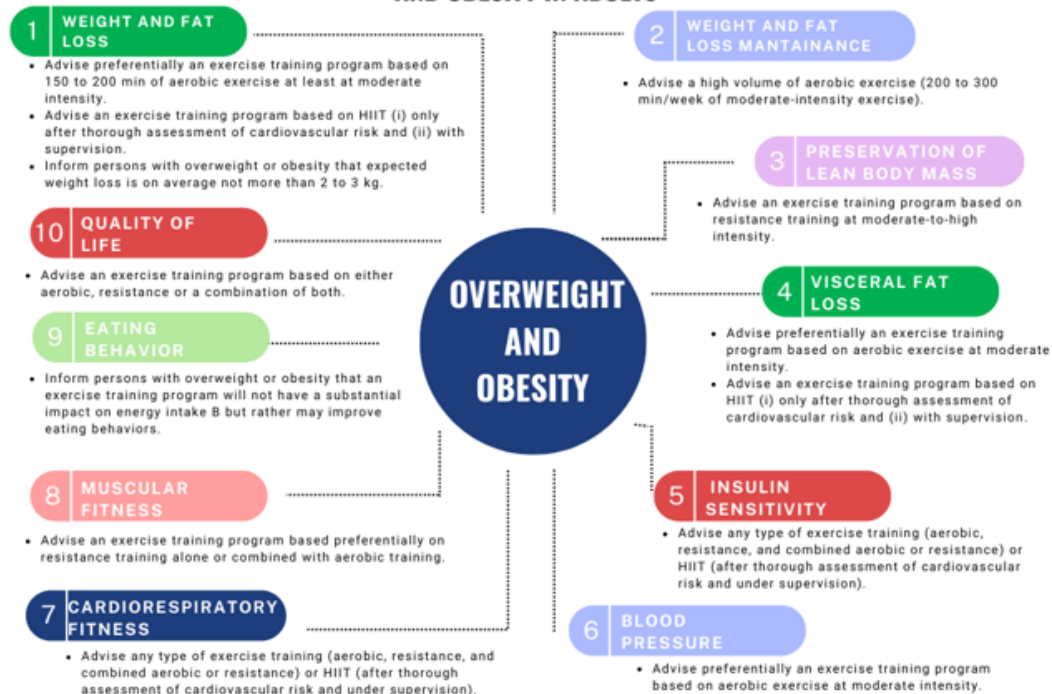 AND OBESITY IN ADULTS
1 WEIGHT AND FAT
LOSS
• Advise preferentially an exercise training program based on
150 to 200 min of aerobic exercise at least at moderate
intensity.
• Advise an exercise training program based on HIIT (i) only
after thorough assessment of cardiovascular risk and (ii) with
supervision.
• Inform persons with overweight or obesity that expected
weight loss is on average not more than 2 to 3 kg.
2 WEIGHT AND FAT
LOSS MANTAINANCE
• Advise a high volume of aerobic exercise (200 to 300
min/week of moderate-intensity exercise).
3 PRESERVATION OF
LEAN BODY MASS
• Advise an exercise training program based on
resistance training at moderate-to-high
intensity.
10 QUALITY OF
LIFE
• Advise an exercise training program based on either
aerobic, resistance or a combination of both.
OVERWEIGHT
AND
OBESITY
4 VISCERAL FAT
LOSS
• Advise preferentially an exercise training
program based on aerobic exercise at moderate
intensity.
• Advise an exercise training program based on
HIIT (i) only after thorough assessment of
cardiovascular risk and (ii) with supervision.
9 EATING
BEHAVIOR
• Inform persons with overweight or obesity that an
exercise training program will not have a substantial
impact on energy intake B but rather may improve
eating behaviors.
8 MUSCULAR
FITNESS
• Advise an exercise training program based preferentially on
resistance training alone or combined with aerobic training.
5 INSULIN
SENSITIVITY
• Advise any type of exercise training (aerobic,
resistance, and combined aerobic or resistance) or
HIIT (after thorough assessment of cardiovascular
risk and under supervision).
7 CARDIORESPIRATORY
FITNESS
• Advise any type of exercise training (aerobic, resistance, and
combined aerobic or resistance) or HIIT (after thorough
assessment of cardiovascular risk and under supervision).
6 BLOOD
PRESSURE
• Advise preferentially an exercise training program
based on aerobic exercise at moderate intensity.